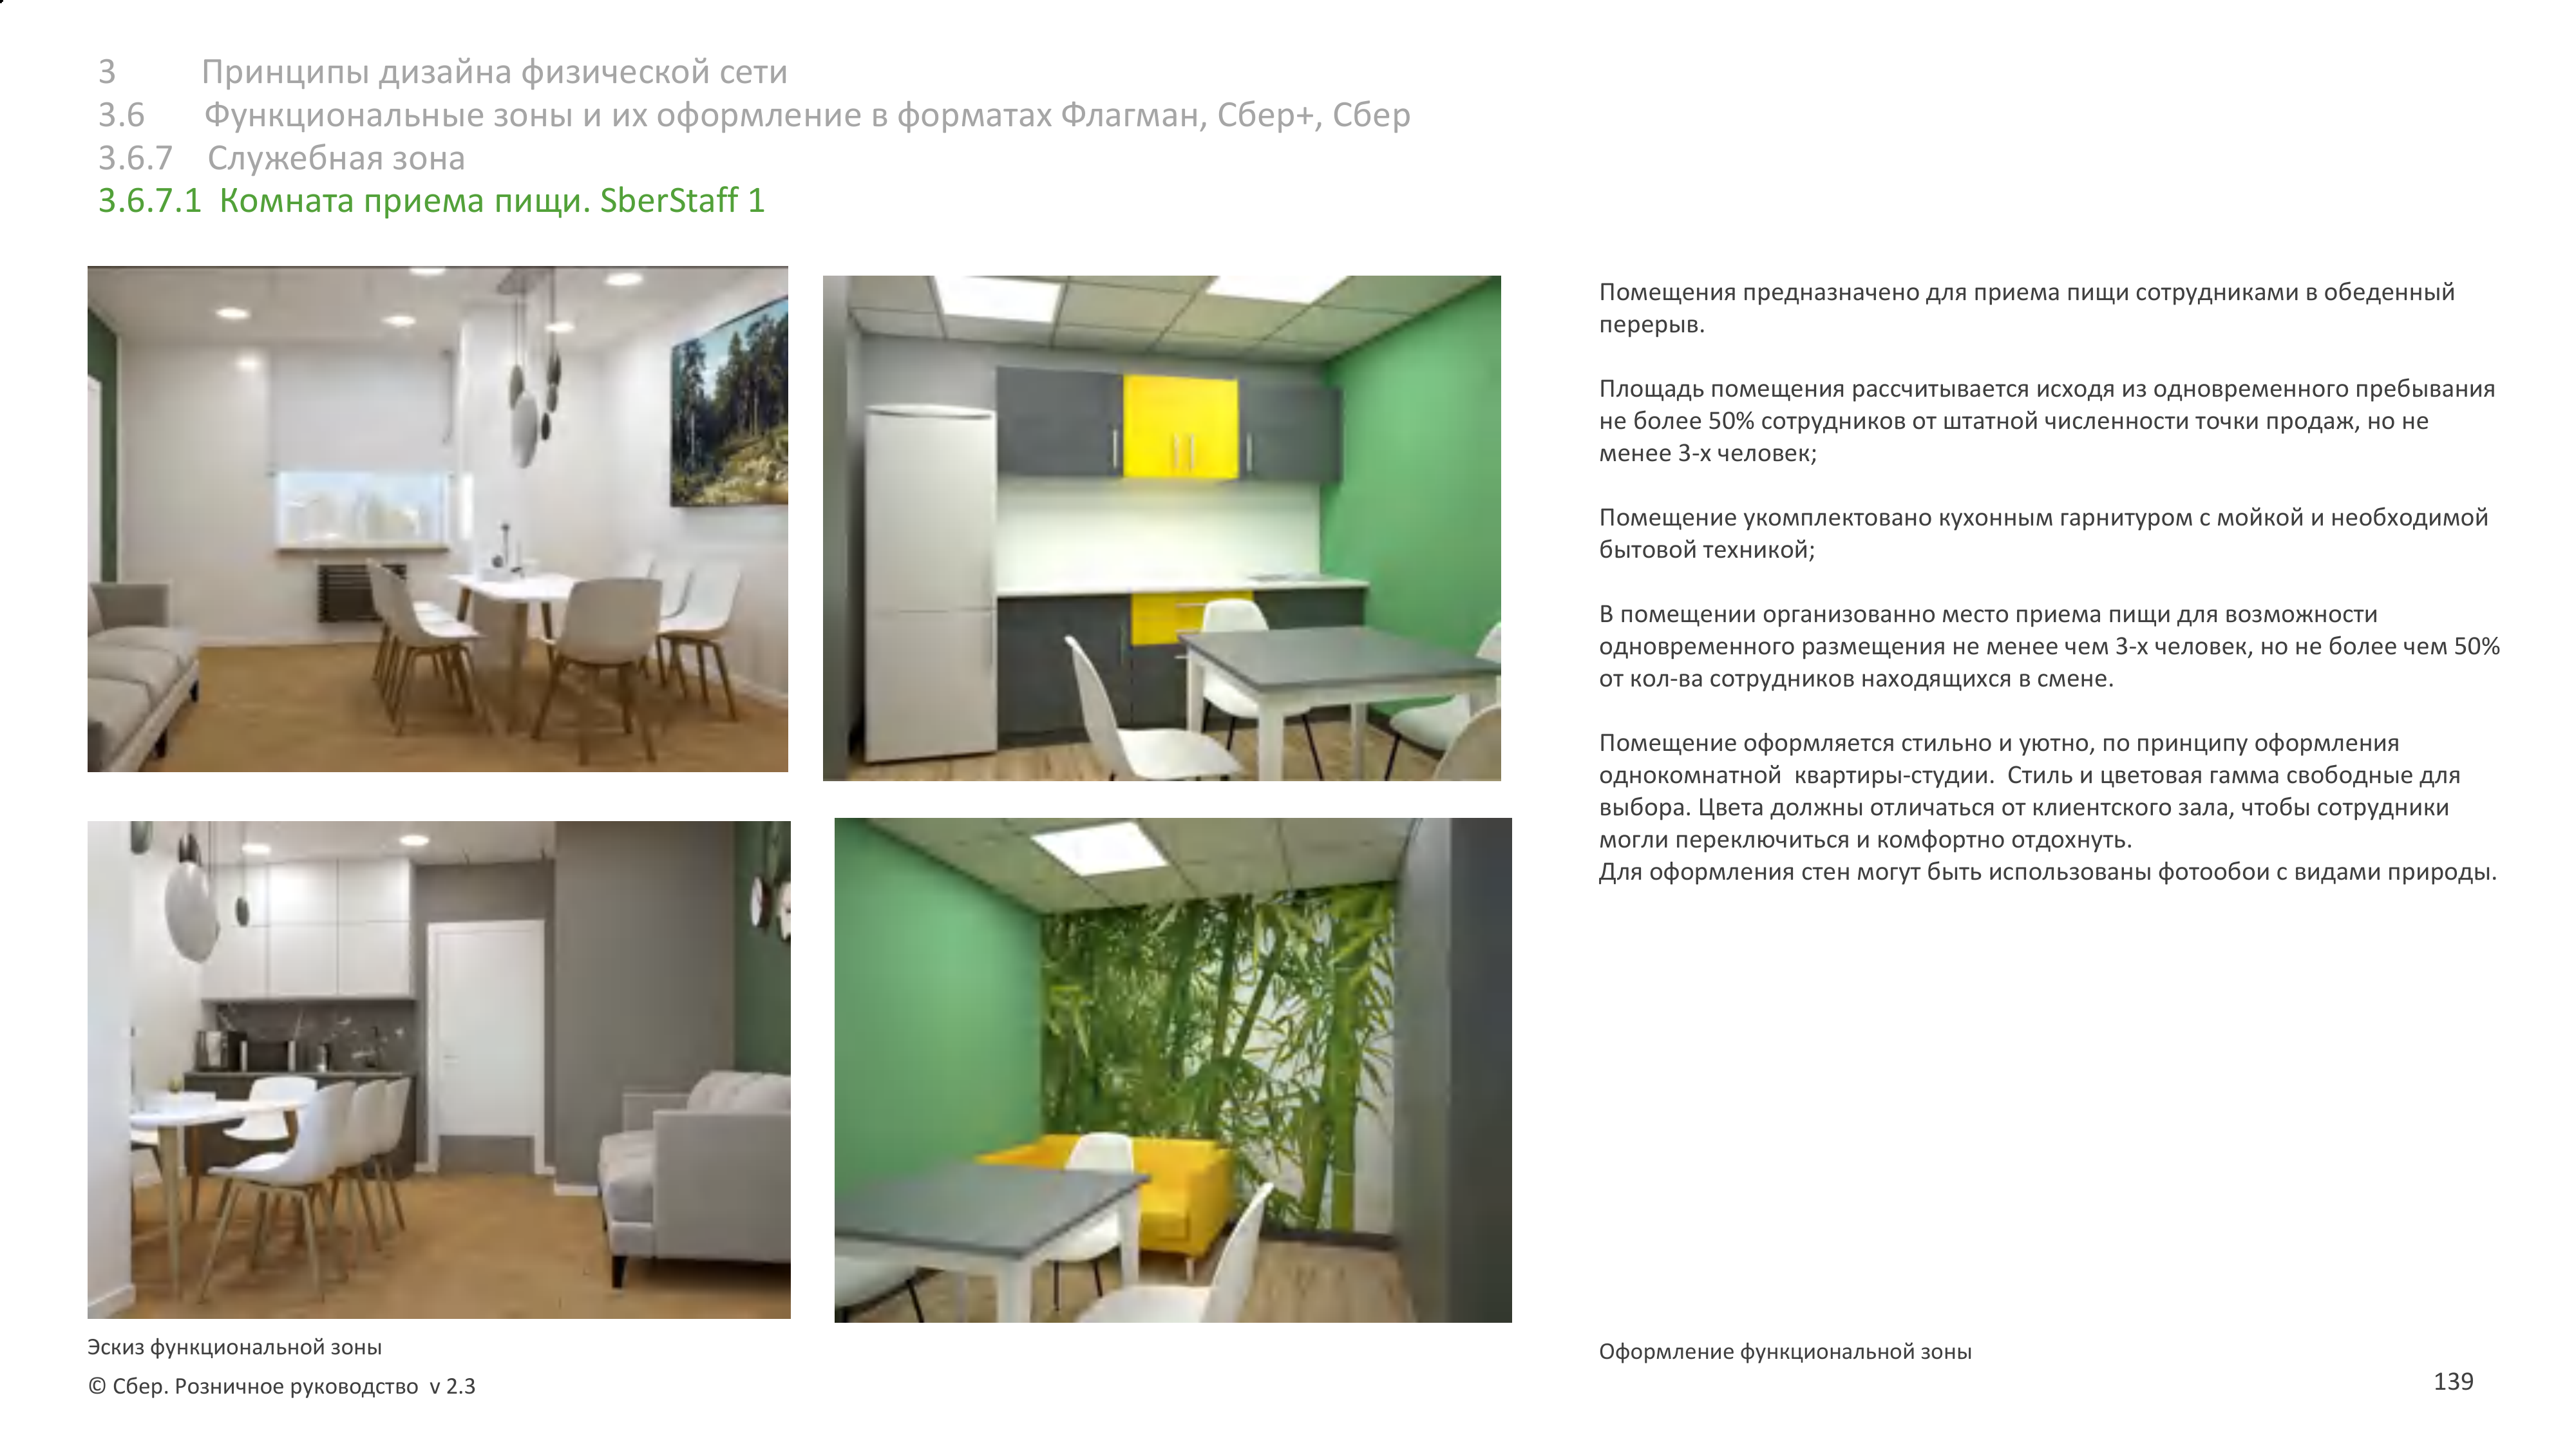 3 Принципы дизайна физической сети
3.6 Функциональные зоны и их оформление в форматах Флагман, Сбер+, Сбер
3.6.7 Служебная зона
3.6.7.1 Комната приема пищи. SberStaff 1
Помещения предназначено для приема пищи сотрудниками в обеденный
перерыв.
Площадь помещения рассчитывается исходя из одновременного пребывания
не более 50% сотрудников от штатной численности точки продаж, но не
менее 3-х человек;
Помещение укомплектовано кухонным гарнитуром с мойкой и необходимой
бытовой техникой;
В помещении организованно место приема пищи для возможности
одновременного размещения не менее чем 3-х человек, но не более чем 50%
от кол-ва сотрудников находящихся в смене.
Помещение оформляется стильно и уютно, по принципу оформления
однокомнатной квартиры-студии. Стиль и цветовая гамма свободные для
выбора. Цвета должны отличаться от клиентского зала, чтобы сотрудники
могли переключиться и комфортно отдохнуть.
Для оформления стен могут быть использованы фотообои с видами природы.
Эскиз функциональной зоны
Оформление функциональной зоны
© Сбер. Розничное руководство v 2.3
139